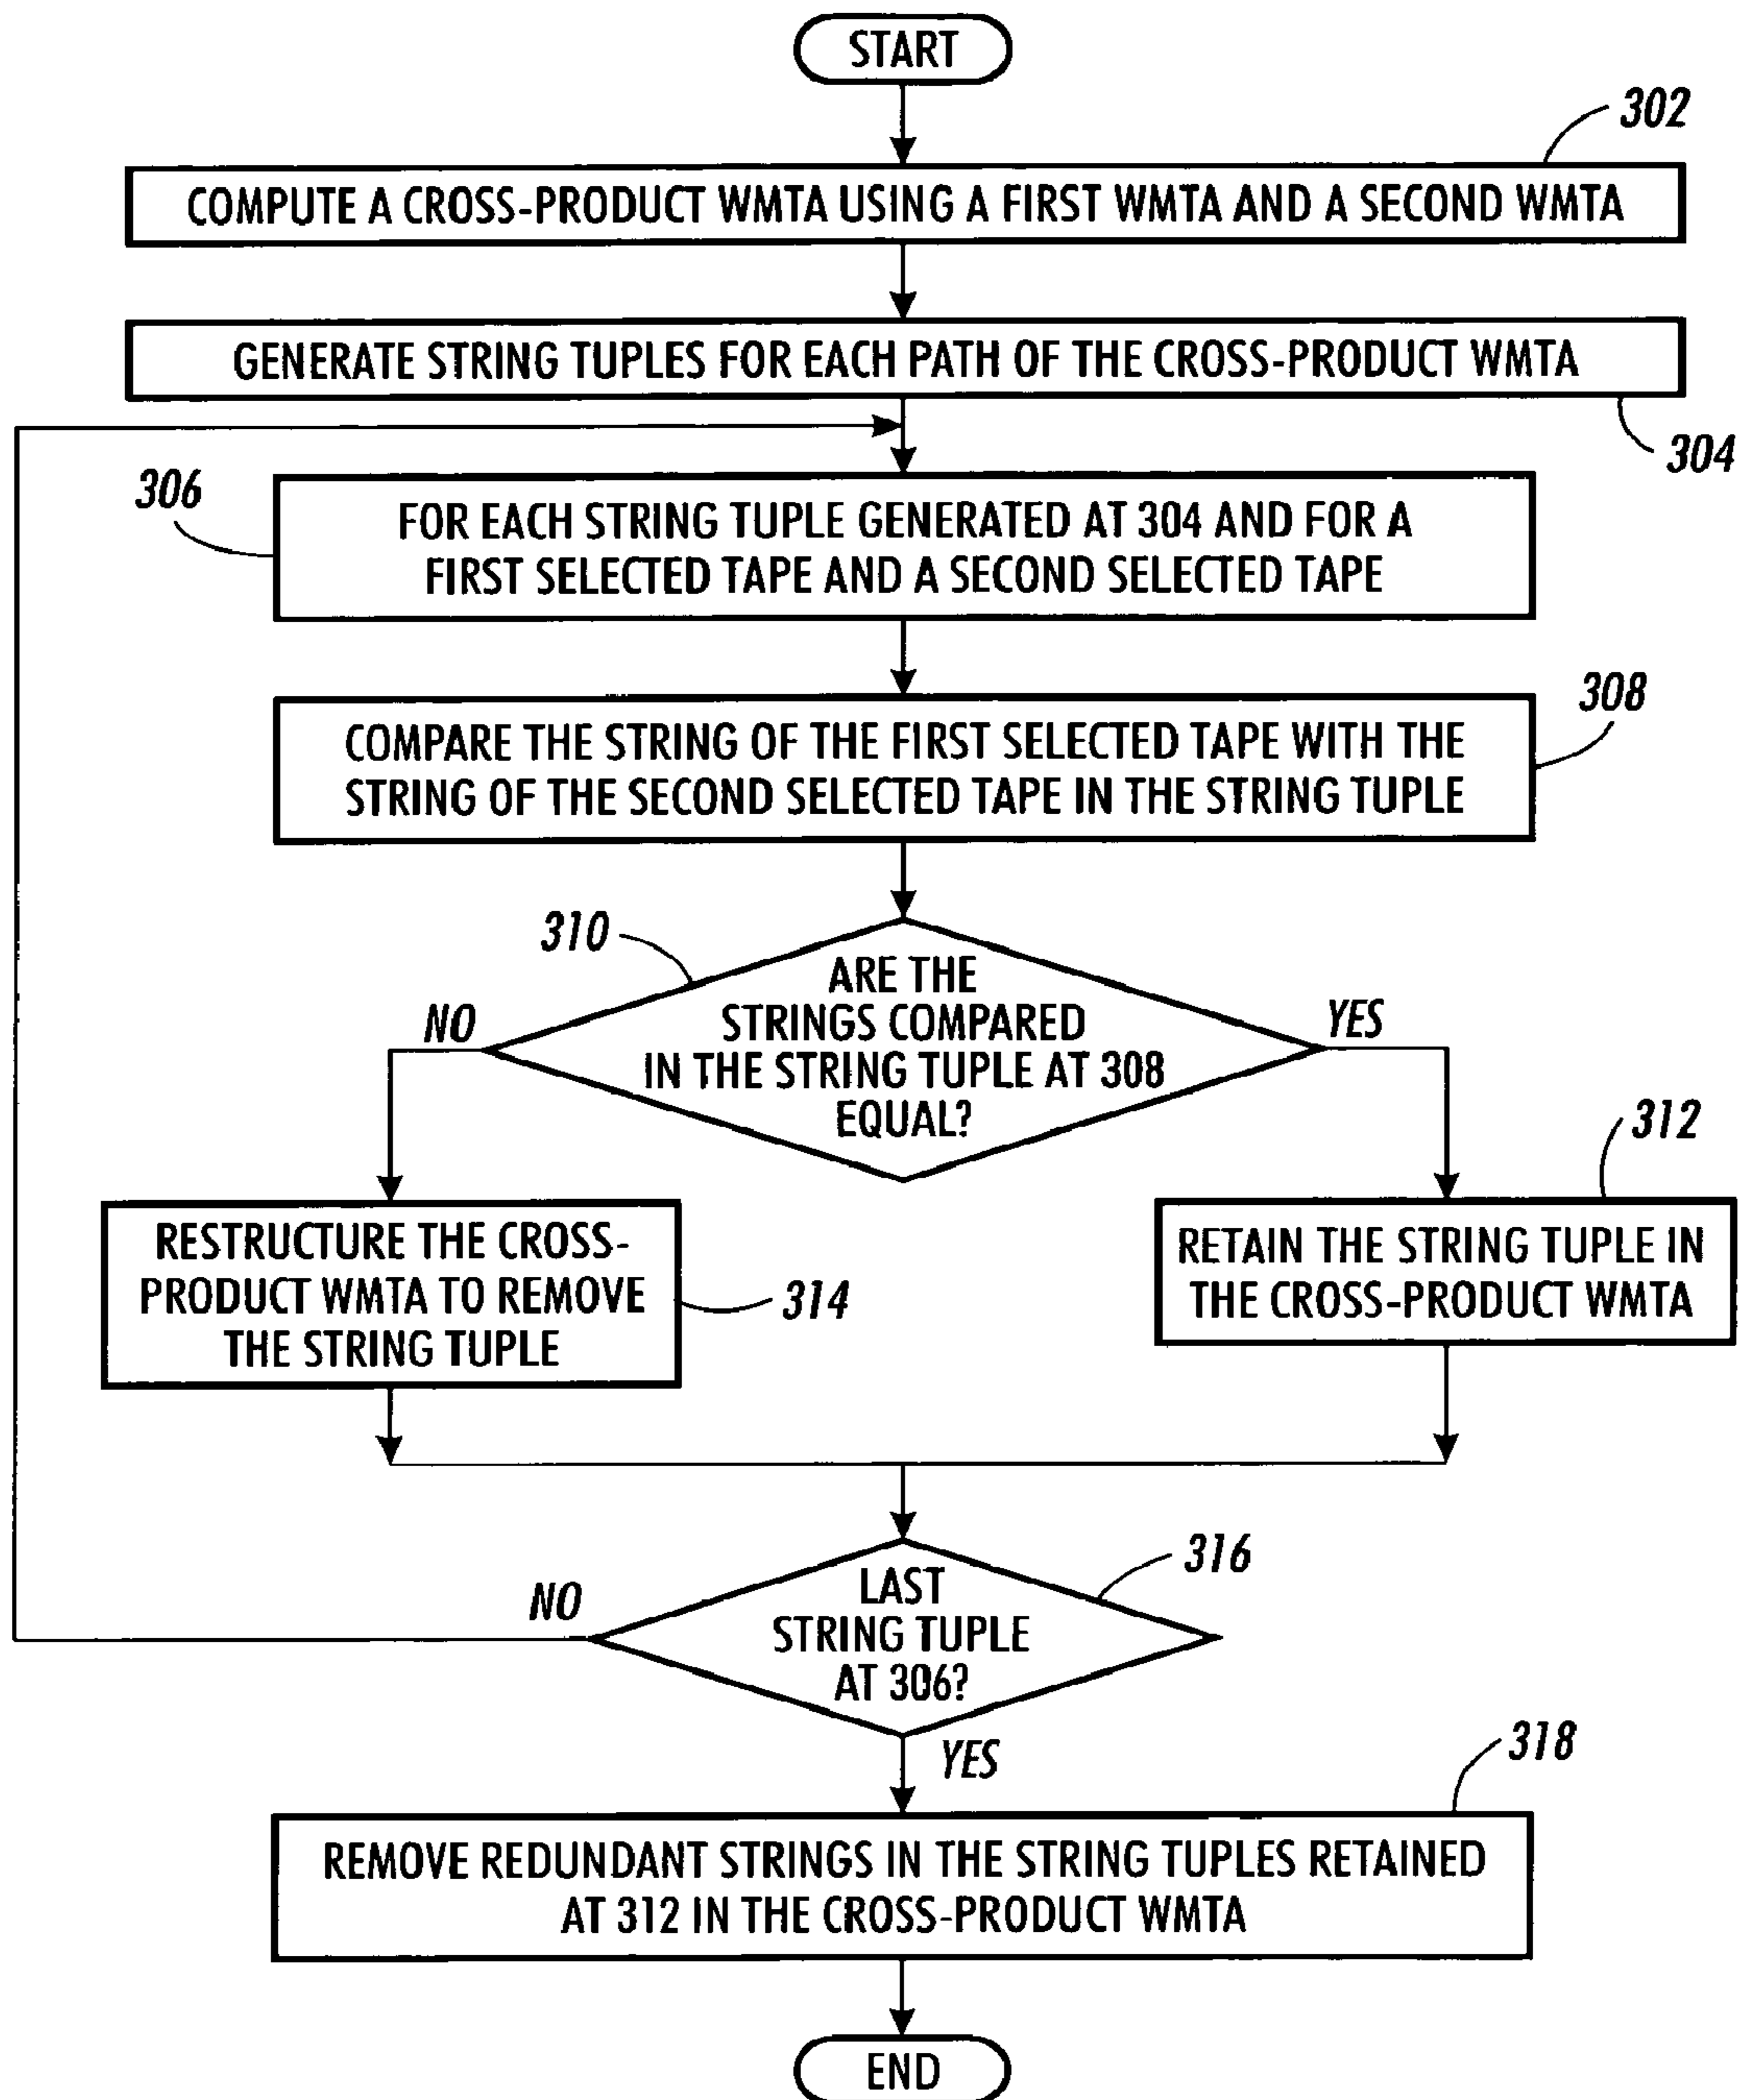 START
302
COMPUTE A CROSS-PRODUCT WMTA USING A FIRST WMTA AND A SECOND WMTA
GENERATE STRING TUPLES FOR EACH PATH OF THE CROSS-PRODUCT WMTA
304
306
FOR EACH STRING TUPLE GENERATED AT 304 AND FOR A
FIRST SELECTED TAPE AND A SECOND SELECTED TAPE
308
COMPARE THE STRING OF THE FIRST SELECTED TAPE WITH THE
STRING OF THE SECOND SELECTED TAPE IN THE STRING TUPLE
310
ARE THE
STRINGS COMPARED
IN THE STRING TUPLE AT 308
EQUAL?
NO
YES
312
RESTRUCTURE THE CROSS-
PRODUCT WMTA TO REMOVE
THE STRING TUPLE
314
RETAIN THE STRING TUPLE IN
THE CROSS-PRODUCT WMTA
316
LAST
STRING TUPLE
AT 306?
NO
YES
318
REMOVE REDUNDANT STRINGS IN THE STRING TUPLES RETAINED
AT 312 IN THE CROSS-PRODUCT WMTA
END